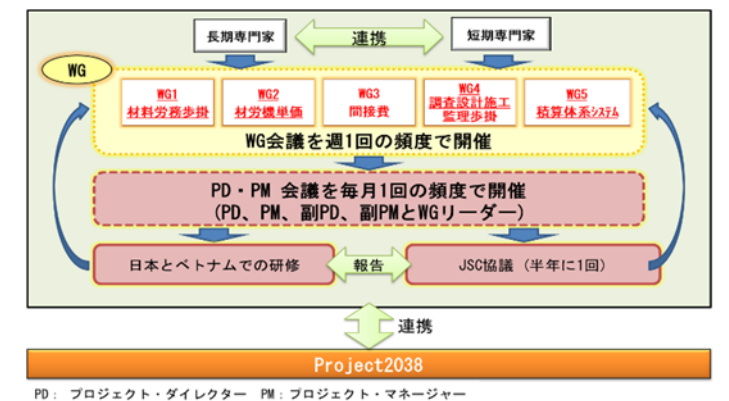 長期専門家
連携
短期専門家
WG
WG1
材料労務歩掛
WG2
材労機単価
WG3
間接費
WG4
調査設計施工
監理歩掛
WG5
積算体系システム
WG会議を週1回の頻度で開催
PD・PM 会議を毎月1回の頻度で開催
(PD、PM、副PD、副PMとWGリーダー)
日本とベトナムでの研修
報告
JSC協議 (半年に1回)
連携
Project2038
PD: プロジェクト・ダイレクター PM:プロジェクト・マネージャー